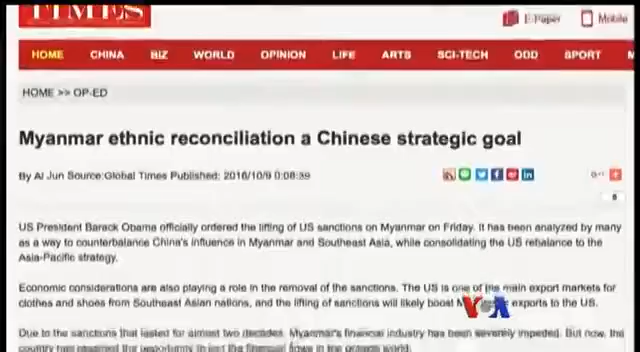 TIMES
E-Paper Mobile
HOME CHINA BIZ WORLD OPINION LIFE ARTS SCI-TECH ODD SPORT
HOME >> OP-ED
Myanmar ethnic reconciliation a Chinese strategic goal
By Ai Jun Source:Global Times Published: 2016/10/9 0:08:39
US President Barack Obama officially ordered the lifting of US sanctions on Myanmar on Friday. It has been analyzed by many
as a way to counterbalance China's influence in Myanmar and Southeast Asia, while consolidating the US rebalance to the
Asia-Pacific strategy.
Economic considerations are also playing a role in the removal of the sanctions. The US is one of the main export markets for
clothes and shoes from Southeast Asian nations, and the lifting of sanctions will likely boost exports to the US.
VOA
Due to the sanctions that lasted for almost two decades, Myanmar's financial industry has been severely impeded. But now, the
country has the opportunity to